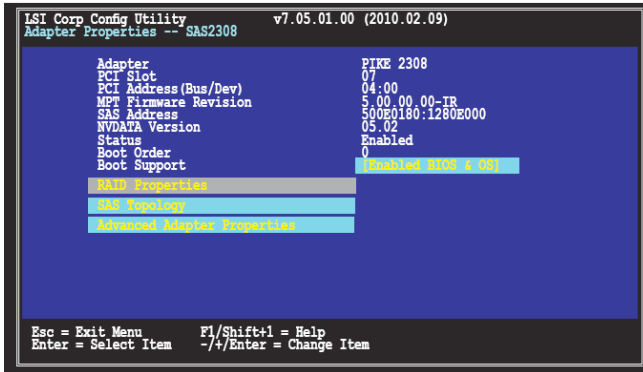 LSI Corp Config Utility v7.05.01.00 (2010.02.09)
Adapter Properties -- SAS2308
Adapter PIKE 2308
PCI Slot 07
PCI Address(Bus/Dev) 04:00
MPT Firmware Revision 5.00.00.00-IR
SAS Address 500E0180:1280E000
NVDATA Version 05.02
Status Enabled
Boot Order 0
Boot Support [Enabled BIOS & OS]
RAID Properties
SAS Topology
Advanced Adapter Properties
Esc = Exit Menu F1/Shift+1 = Help
Enter = Select Item -/+/Enter = Change Item